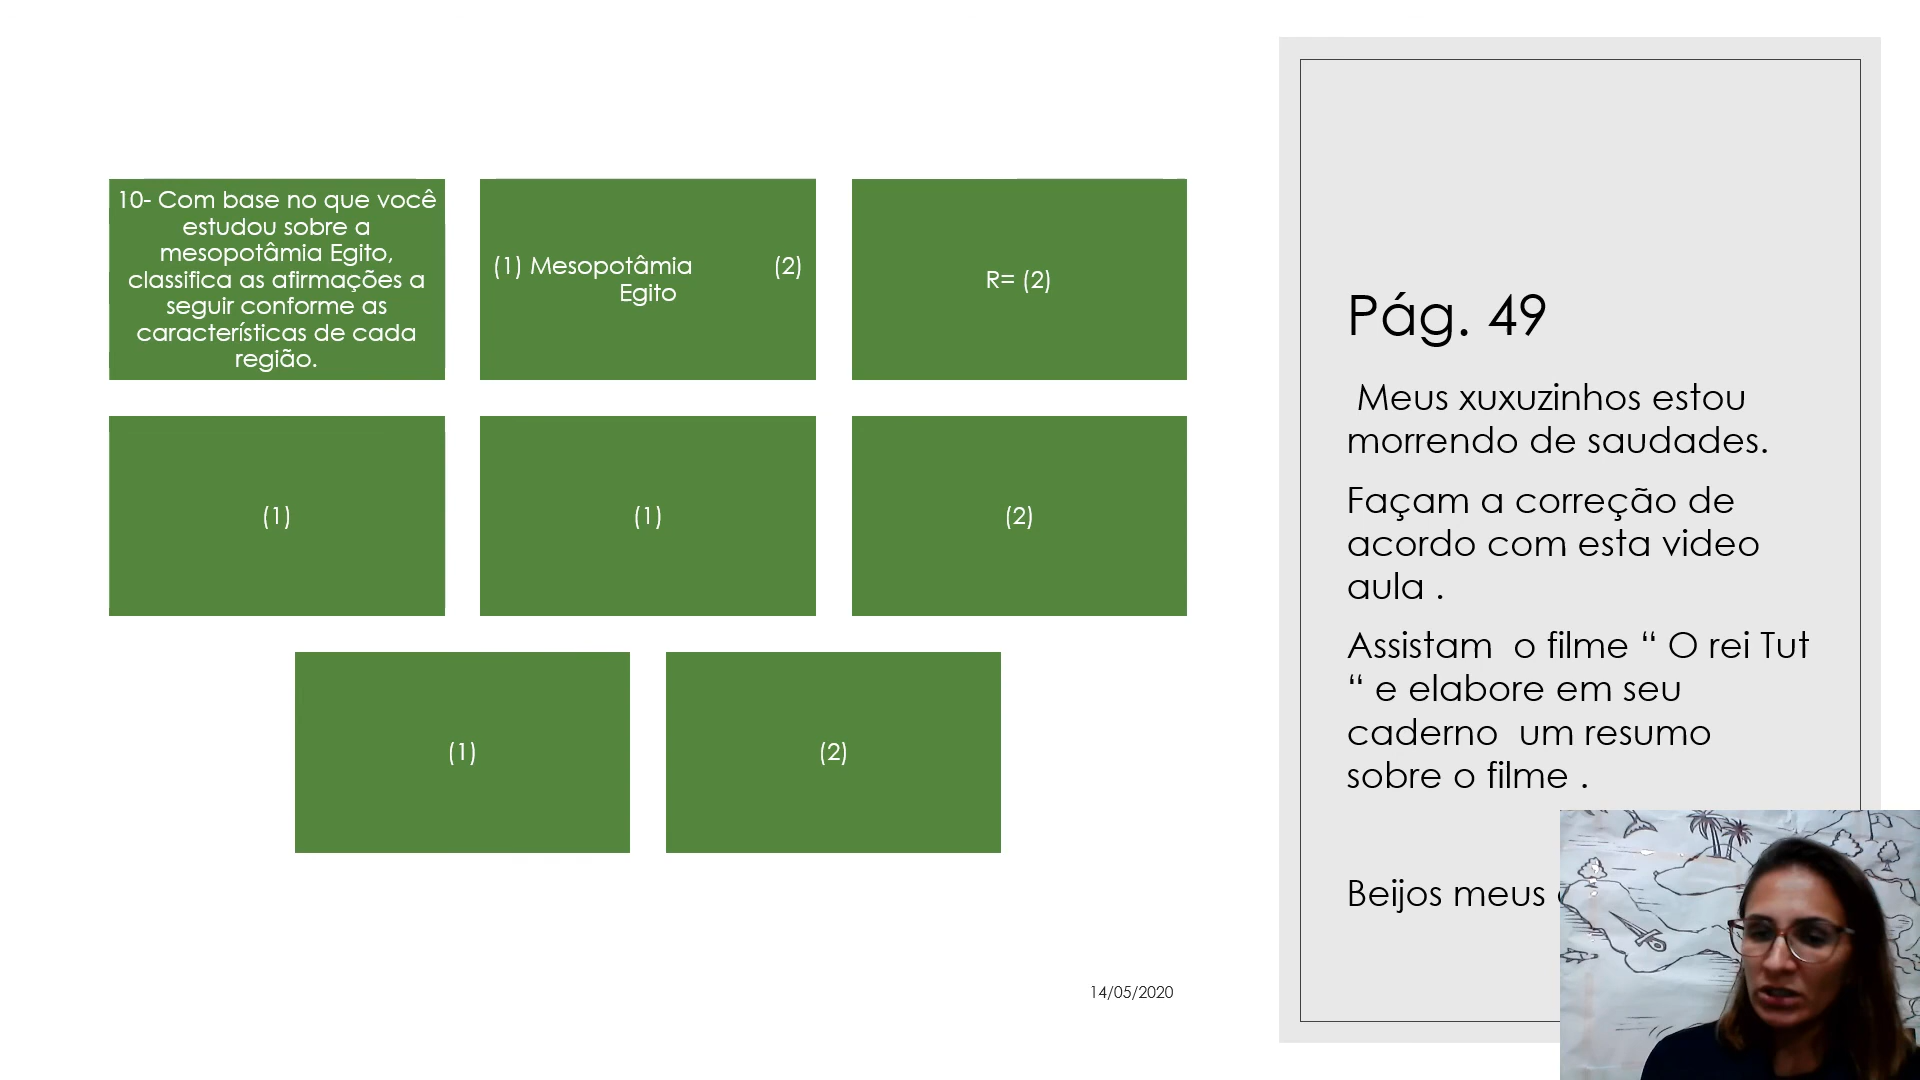 10- Com base no que você
estudou sobre a
mesopotâmia Egito,
classifica as afirmações a
seguir conforme as
características de cada
região.
(1) Mesopotâmia (2)
Egito
R= (2)
(1)
(1)
(2)
(1)
(2)
Pág. 49
Meus xuxuzinhos estou
morrendo de saudades.
Façam a correção de
acordo com esta video
aula .
Assistam o filme “ O rei Tut
“ e elabore em seu
caderno um resumo
sobre o filme .
Beijos meus
14/05/2020